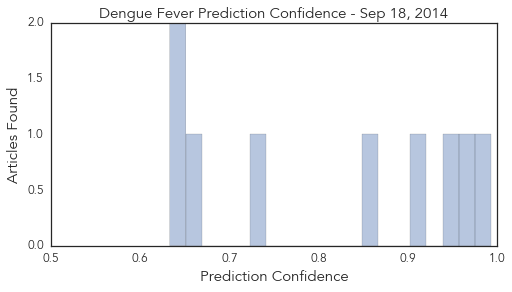 Dengue Fever Prediction Confidence - Sep 18, 2014
2.0
1.5
1.0
0.5
0.0
Articles Found
0.5 0.6 0.7 0.8 0.9 1.0
Prediction Confidence